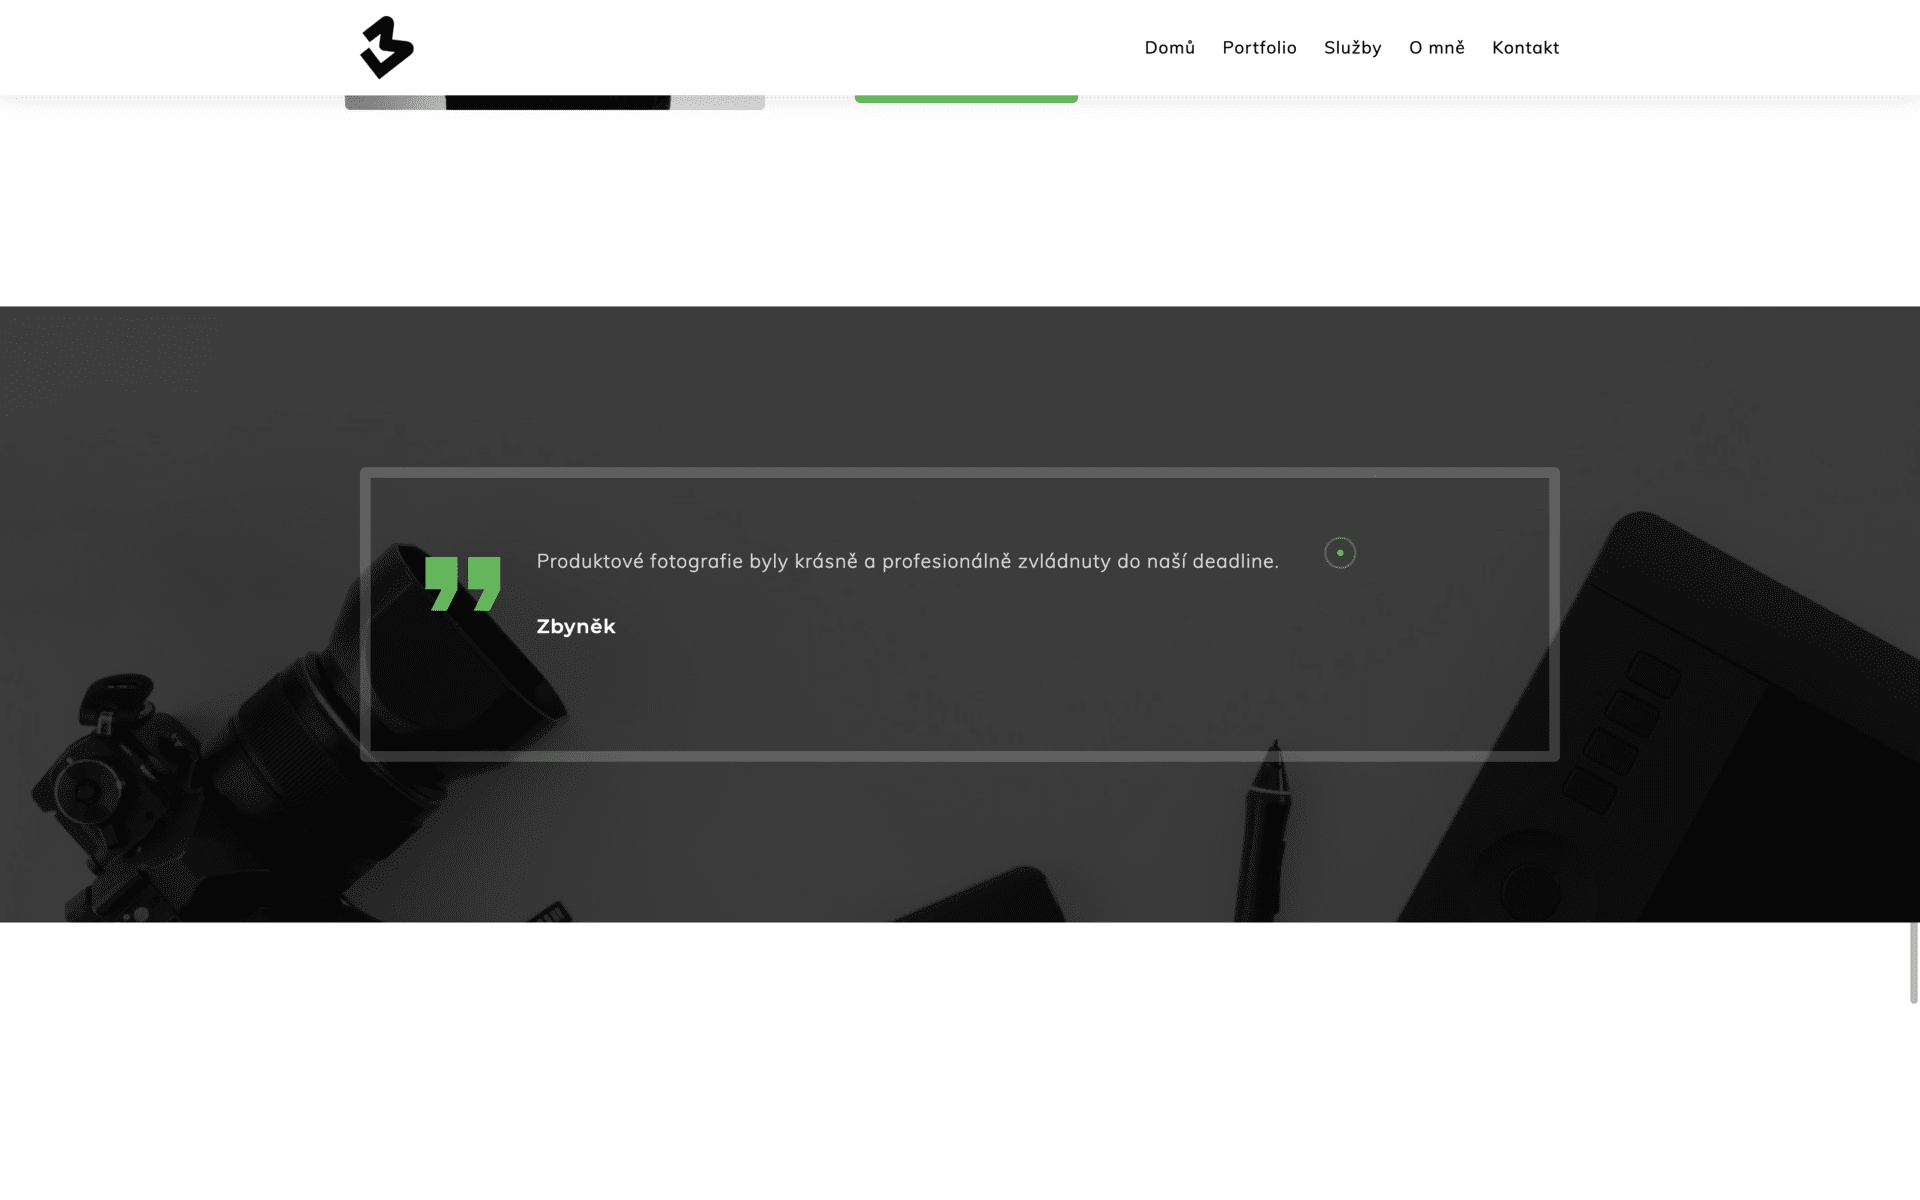 Domů
Portfolio
Služby
O mně
Kontakt
Produktové fotografie byly krásně a profesionálně zvládnuty do naší deadline.
Zbyněk